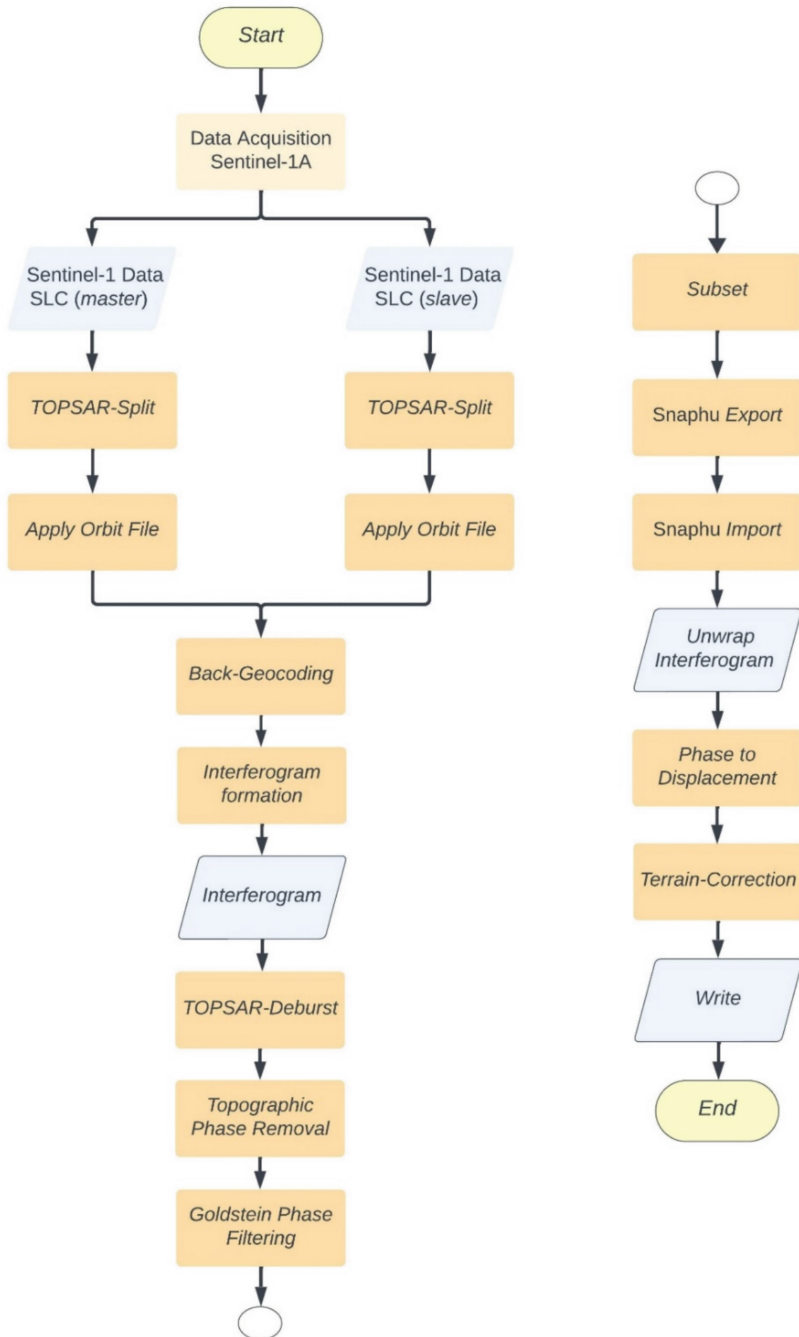 Start
Data Acquisition
Sentinel-1A
Sentinel-1 Data
SLC (master)
Sentinel-1 Data
SLC (slave)
TOPSAR-Split
TOPSAR-Split
Apply Orbit File
Apply Orbit File
Back-Geocoding
Interferogram
formation
Interferogram
TOPSAR-Deburst
Topographic
Phase Removal
Goldstein Phase
Filtering
Subset
Snaphu Export
Snaphu Import
Unwrap
Interferogram
Phase to
Displacement
Terrain-Correction
Write
End